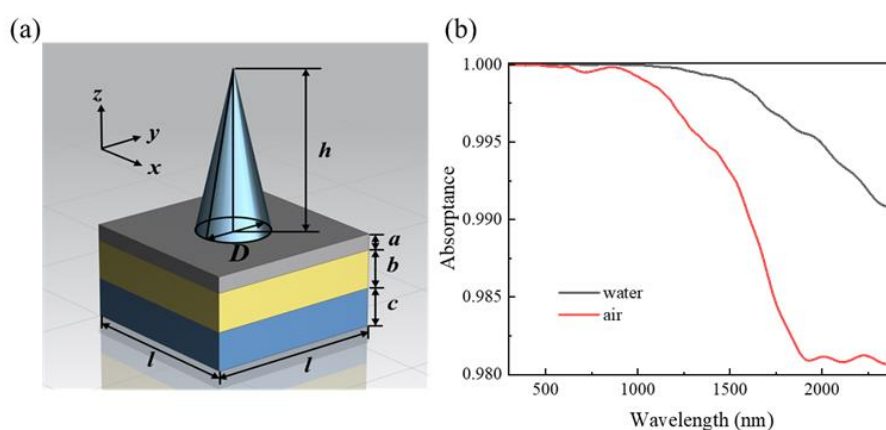 (a)
z
y
x
h
D
a
b
c
l
l
(b)
1.000
0.995
0.990
0.985
0.980
Absorptance
water
air
500
1000
1500
2000
Wavelength (nm)